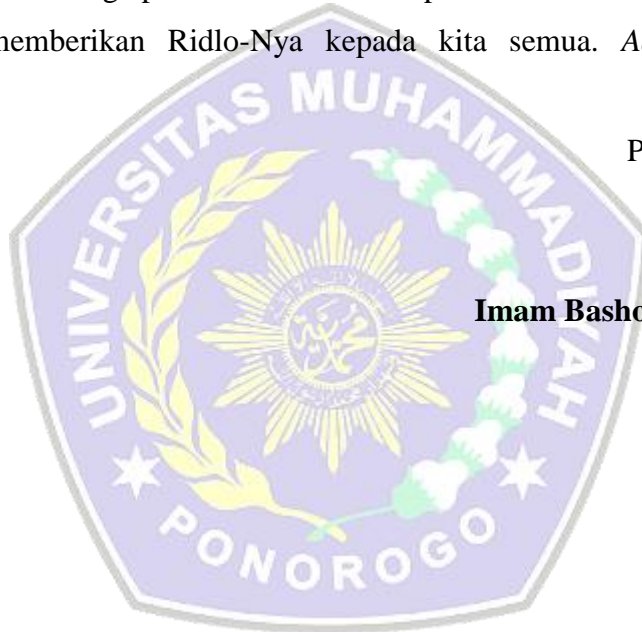 memberikan Ridlo-Nya kepada kita semua.
P
Imam Basho
UNIVERSITAS MUHAMMADIYAH
PONOROGO